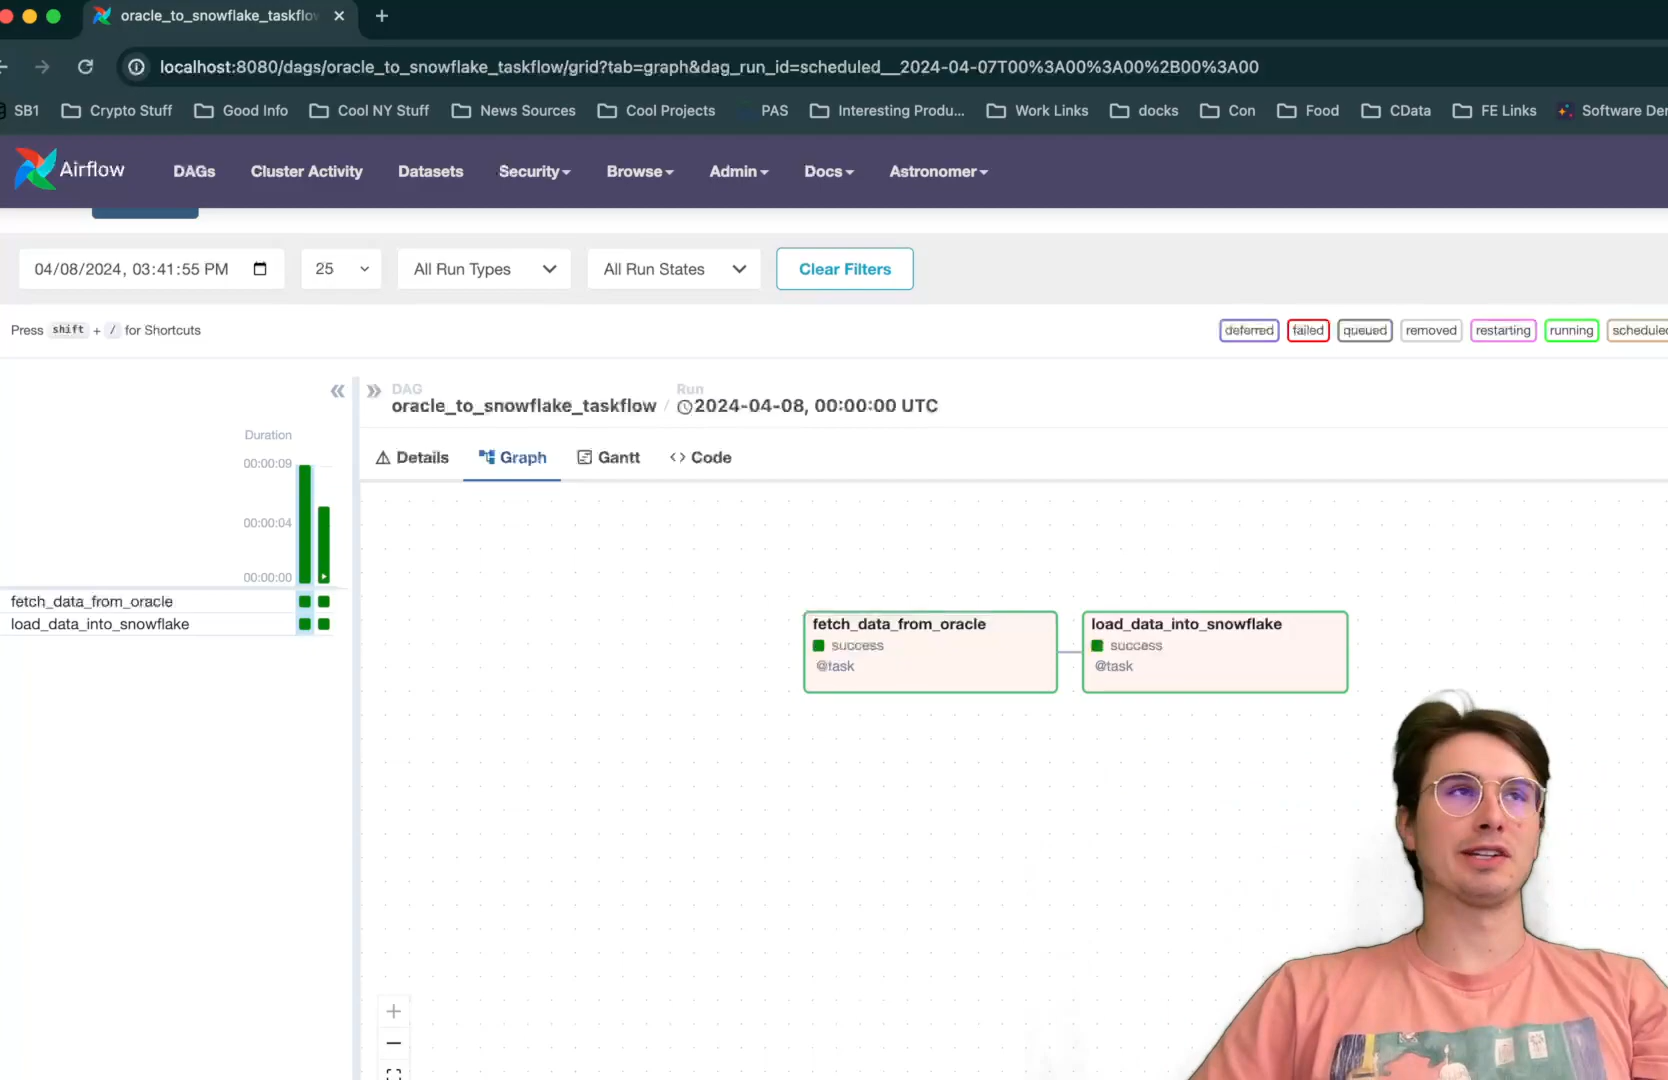 oracle_to_snowflake_taskflow
localhost:8080/dags/oracle_to_snowflake_taskflow/grid?tab=graph&dag_run_id=scheduled__2024-04-07T00%3A00%3A00%2B00%3A00
SB1 Crypto Stuff Good Info Cool NY Stuff News Sources Cool Projects PAS Interesting Produ... Work Links docks Con Food CData FE Links Software Der
Airflow DAGs Cluster Activity Datasets Security Browse Admin Docs Astronomer
04/08/2024, 03:41:55 PM 25 All Run Types All Run States Clear Filters
Press shift + / for Shortcuts deferred failed queued removed restarting running scheduled
DAG Run
oracle_to_snowflake_taskflow / 2024-04-08, 00:00:00 UTC
Duration
Details Graph Gantt <> Code
00:00:09
00:00:04
00:00:00
fetch_data_from_oracle
load_data_into_snowflake
fetch_data_from_oracle
success
@task
load_data_into_snowflake
success
@task